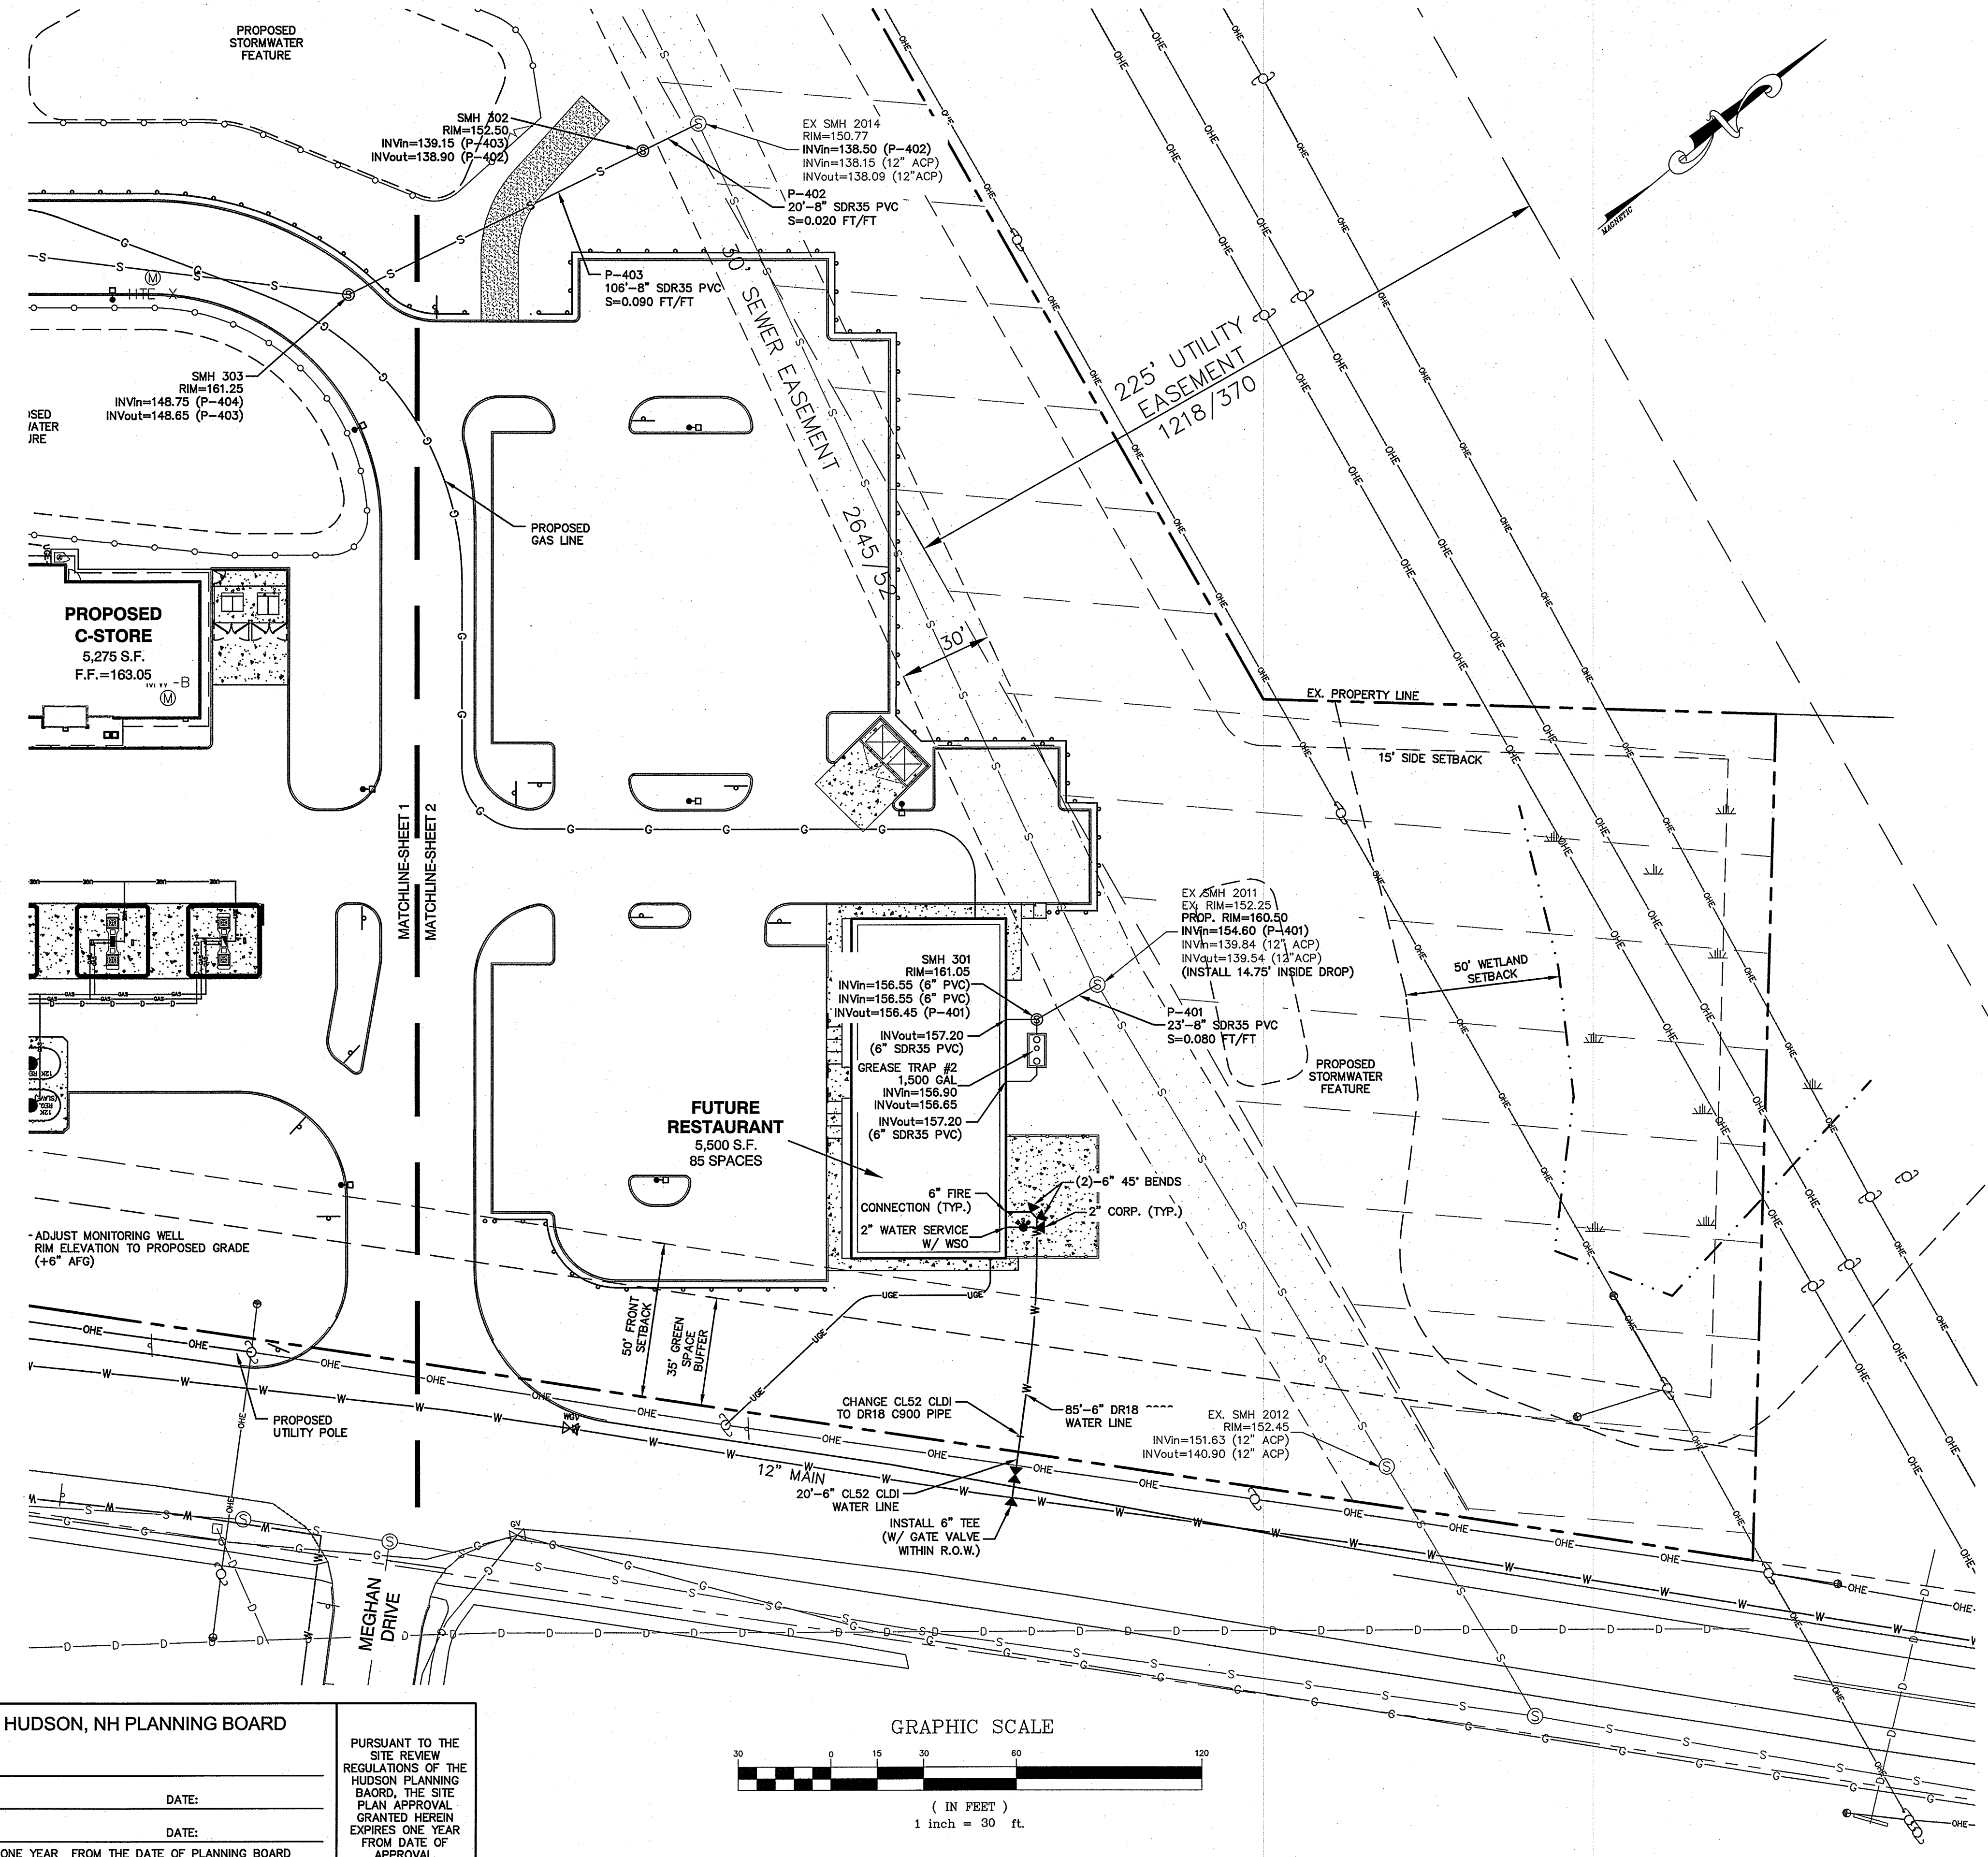 PROPOSED
STORMWATER
FEATURE
SMH 302
RIM=152.50
INVin=139.15 (P-403)
INVout=138.90 (P-402)
EX SMH 2014
RIM=150.77
INVin=138.50 (P-402)
INVin=138.15 (12" ACP)
INVout=138.09 (12"ACP)
P-402
20'-8" SDR35 PVC
S=0.020 FT/FT
P-403
106'-8" SDR35 PVC
S=0.090 FT/FT
MAGNETIC
30' SEWER EASEMENT 2645/52
225' UTILITY
EASEMENT
1218/370
SMH 303
RIM=161.25
INVin=148.75 (P-404)
INVout=148.65 (P-403)
PROPOSED
GAS LINE
PROPOSED
C-STORE
5,275 S.F.
F.F.=163.05
30'
EX. PROPERTY LINE
15' SIDE SETBACK
MATCHLINE-SHEET 1
MATCHLINE-SHEET 2
EX SMH 2011
EX. RIM=152.25
PROP. RIM=160.50
INVin=154.60 (P-401)
INVin=139.84 (12" ACP)
INVout=139.54 (12"ACP)
(INSTALL 14.75' INSIDE DROP)
50' WETLAND
SETBACK
SMH 301
RIM=161.05
INVin=156.55 (6" PVC)
INVin=156.55 (6" PVC)
INVout=156.45 (P-401)
INVout=157.20
(6" SDR35 PVC)
P-401
23'-8" SDR35 PVC
S=0.080 FT/FT
GREASE TRAP #2
1,500 GAL
INVin=156.90
INVout=156.65
INVout=157.20
(6" SDR35 PVC)
PROPOSED
STORMWATER
FEATURE
FUTURE
RESTAURANT
5,500 S.F.
85 SPACES
6" FIRE
CONNECTION (TYP.)
2" WATER SERVICE
W/ WSO
(2)-6" 45° BENDS
2" CORP. (TYP.)
ADJUST MONITORING WELL
RIM ELEVATION TO PROPOSED GRADE
(+6" AFG)
50' FRONT
SETBACK
35' GREEN
SPACE
BUFFER
PROPOSED
UTILITY POLE
CHANGE CL52 CLDI
TO DR18 C900 PIPE
85'-6" DR18
WATER LINE
EX. SMH 2012
RIM=152.45
INVin=151.63 (12" ACP)
INVout=140.90 (12" ACP)
WGV
12" MAIN
20'-6" CL52 CLDI
WATER LINE
INSTALL 6" TEE
(W/ GATE VALVE
WITHIN R.O.W.)
GV
MEGHAN
DRIVE
HUDSON, NH PLANNING BOARD
DATE:
DATE:
ONE YEAR FROM THE DATE OF PLANNING BOARD
PURSUANT TO THE
SITE REVIEW
REGULATIONS OF THE
HUDSON PLANNING
BAORD, THE SITE
PLAN APPROVAL
GRANTED HEREIN
EXPIRES ONE YEAR
FROM DATE OF
APPROVAL.
GRAPHIC SCALE
30 0 15 30 60 120
( IN FEET )
1 inch = 30 ft.